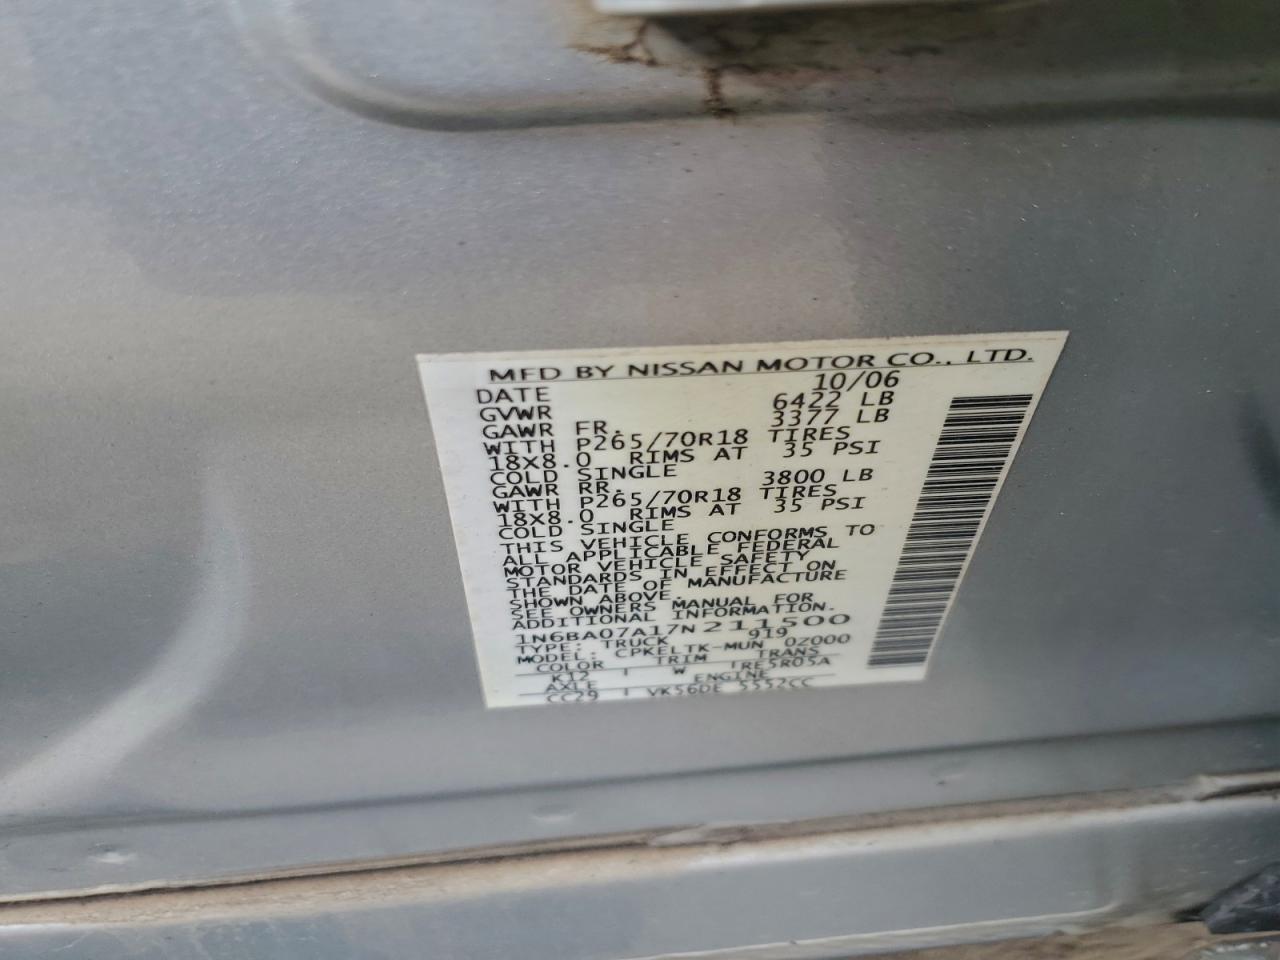 MFD BY NISSAN MOTOR CO., LTD.
DATE 10/06
GVWR 6422 LB
GAWR FR. 3377 LB
WITH P265/70R18 TIRES
18X8.0 RIMS AT 35 PSI
COLD SINGLE
GAWR RR. 3800 LB
WITH P265/70R18 TIRES
18X8.0 RIMS AT 35 PSI
COLD SINGLE
THIS VEHICLE CONFORMS TO
ALL APPLICABLE FEDERAL
MOTOR VEHICLE SAFETY
STANDARDS IN EFFECT ON
THE DATE OF MANUFACTURE
SHOWN ABOVE.
SEE OWNERS MANUAL FOR
ADDITIONAL INFORMATION.
1N6BA07A17N211500
TYPE: TRUCK 919
MODEL: CPKELTK-MUN 0Z000
COLOR TRIM TRANS
K12 W TRE5R05A
AXLE ENGINE
CC29 VK56DE 5552CC